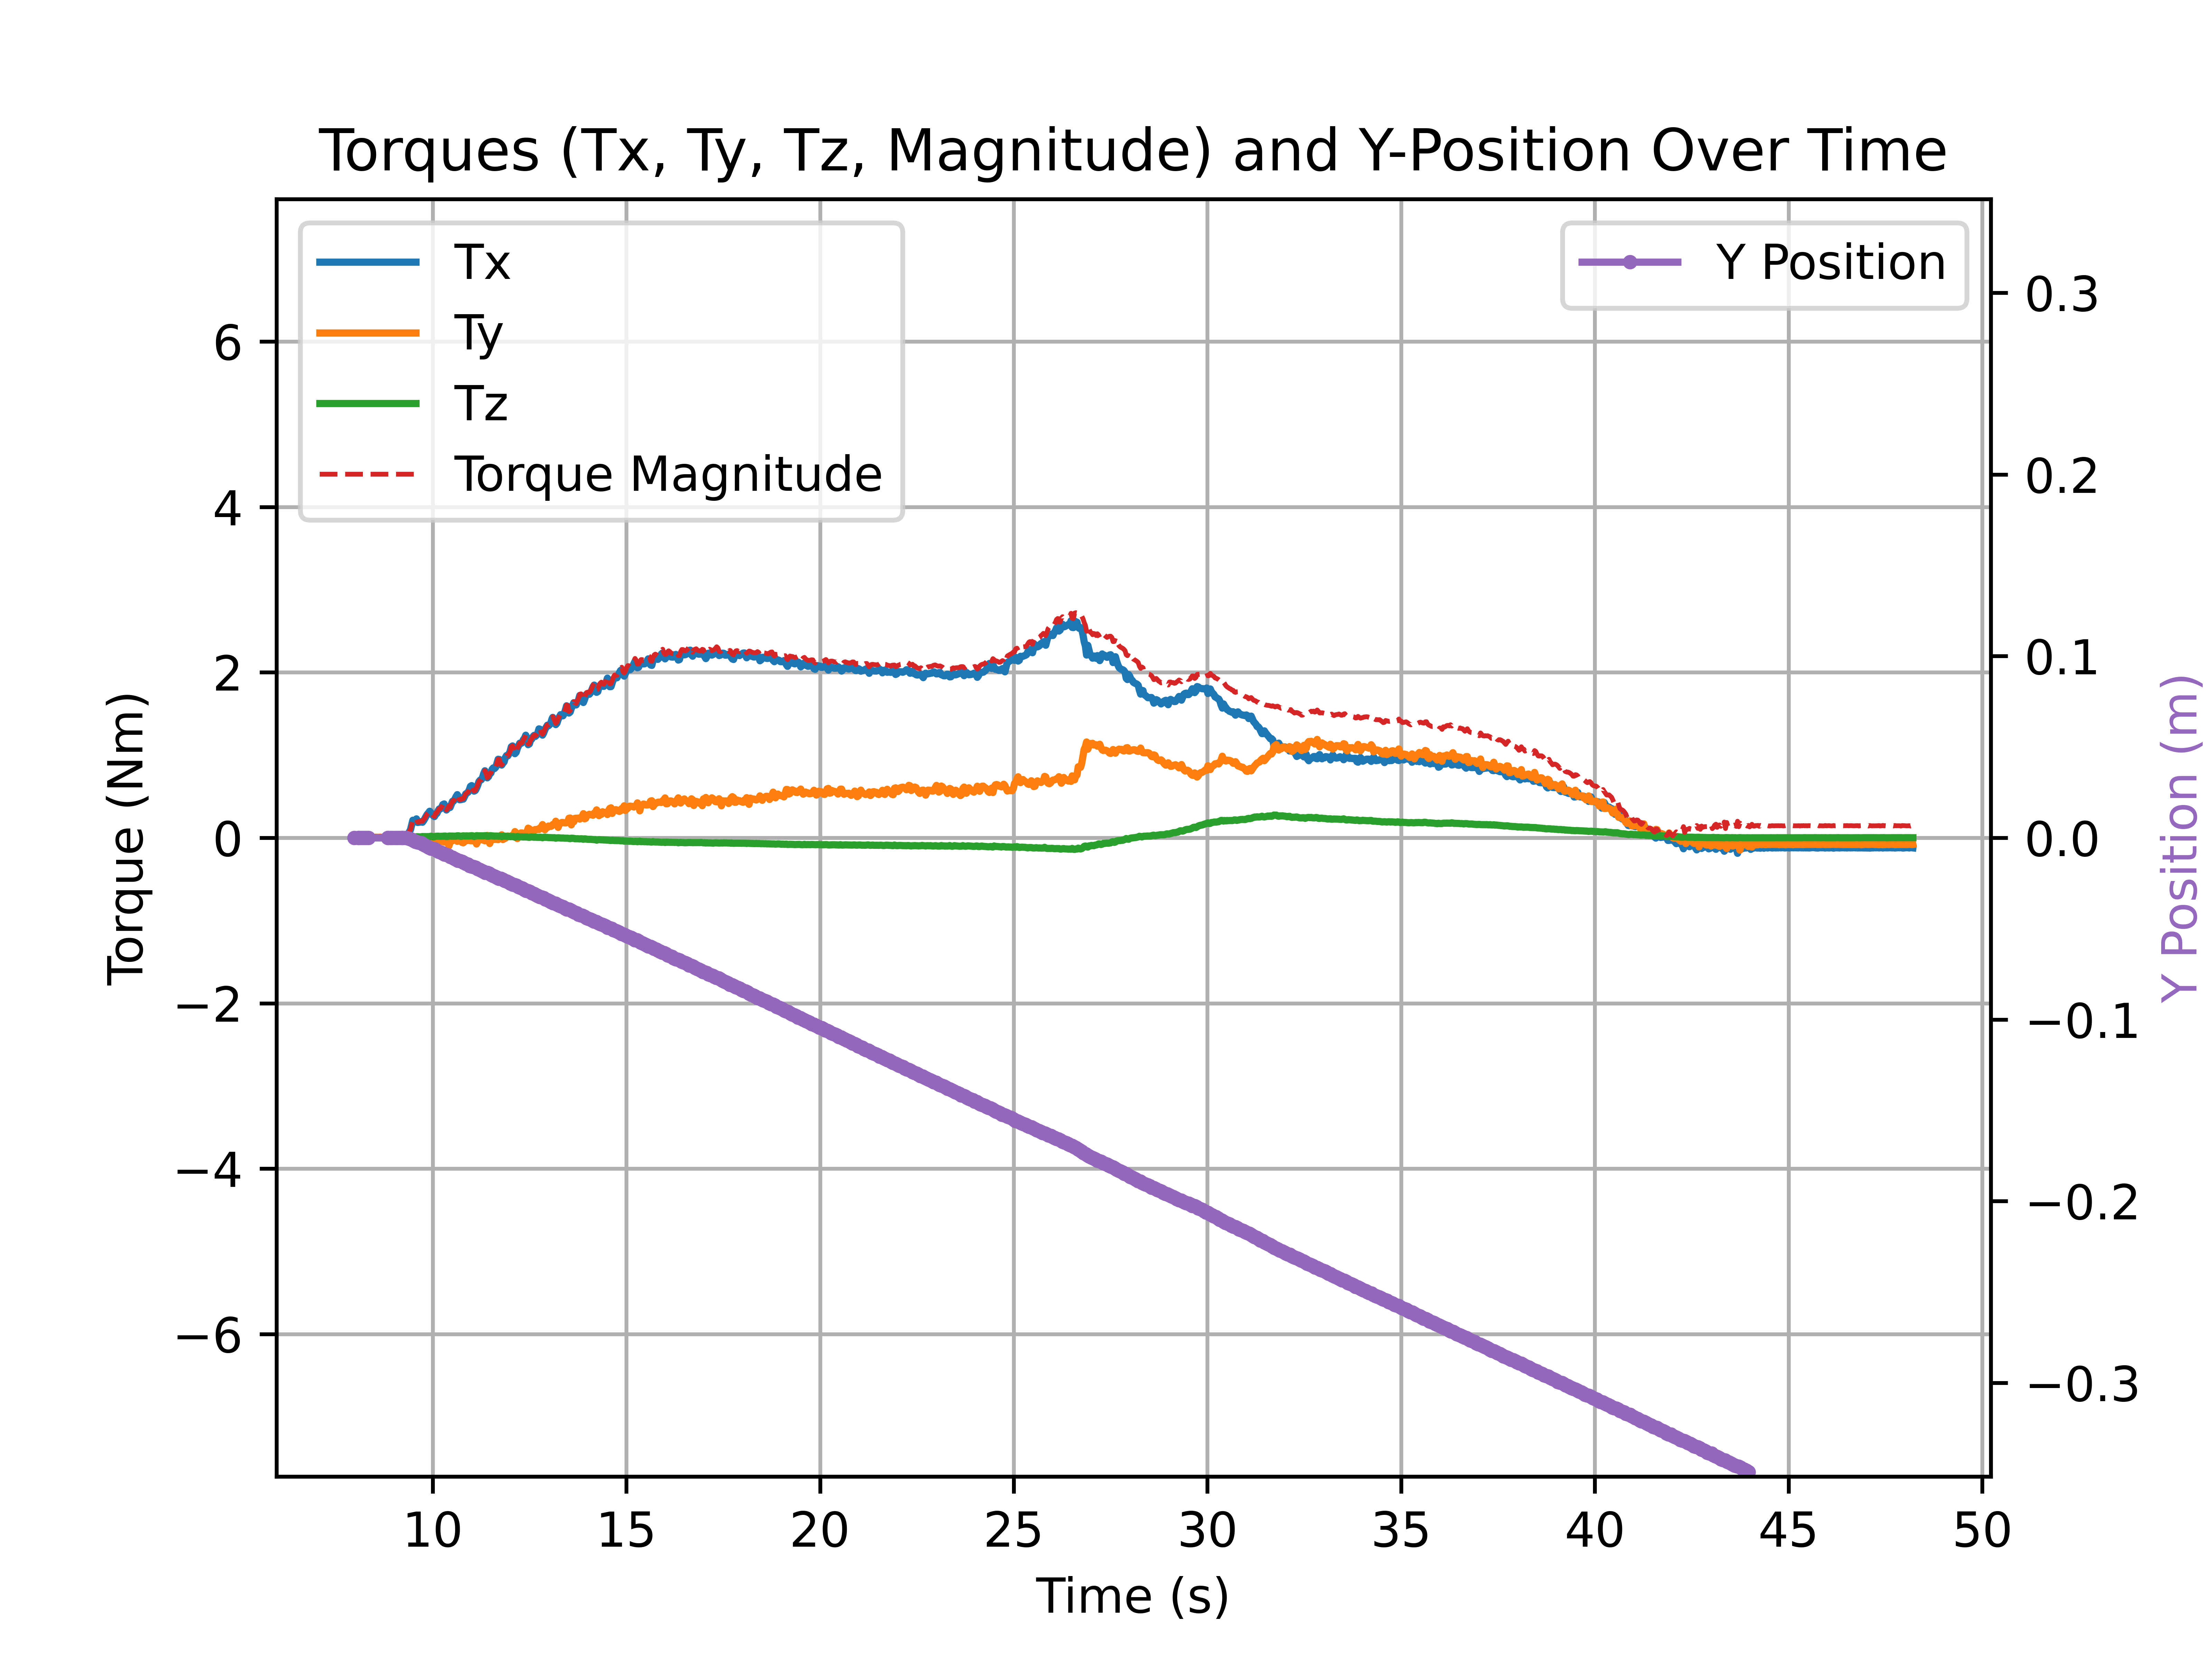 Torques (Tx, Ty, Tz, Magnitude) and Y-Position Over Time
Tx
Ty
Tz
Torque Magnitude
Y Position
6
4
2
0
−2
−4
−6
Torque (Nm)
0.3
0.2
0.1
0.0
−0.1
−0.2
−0.3
Y Position (m)
10 15 20 25 30 35 40 45 50
Time (s)